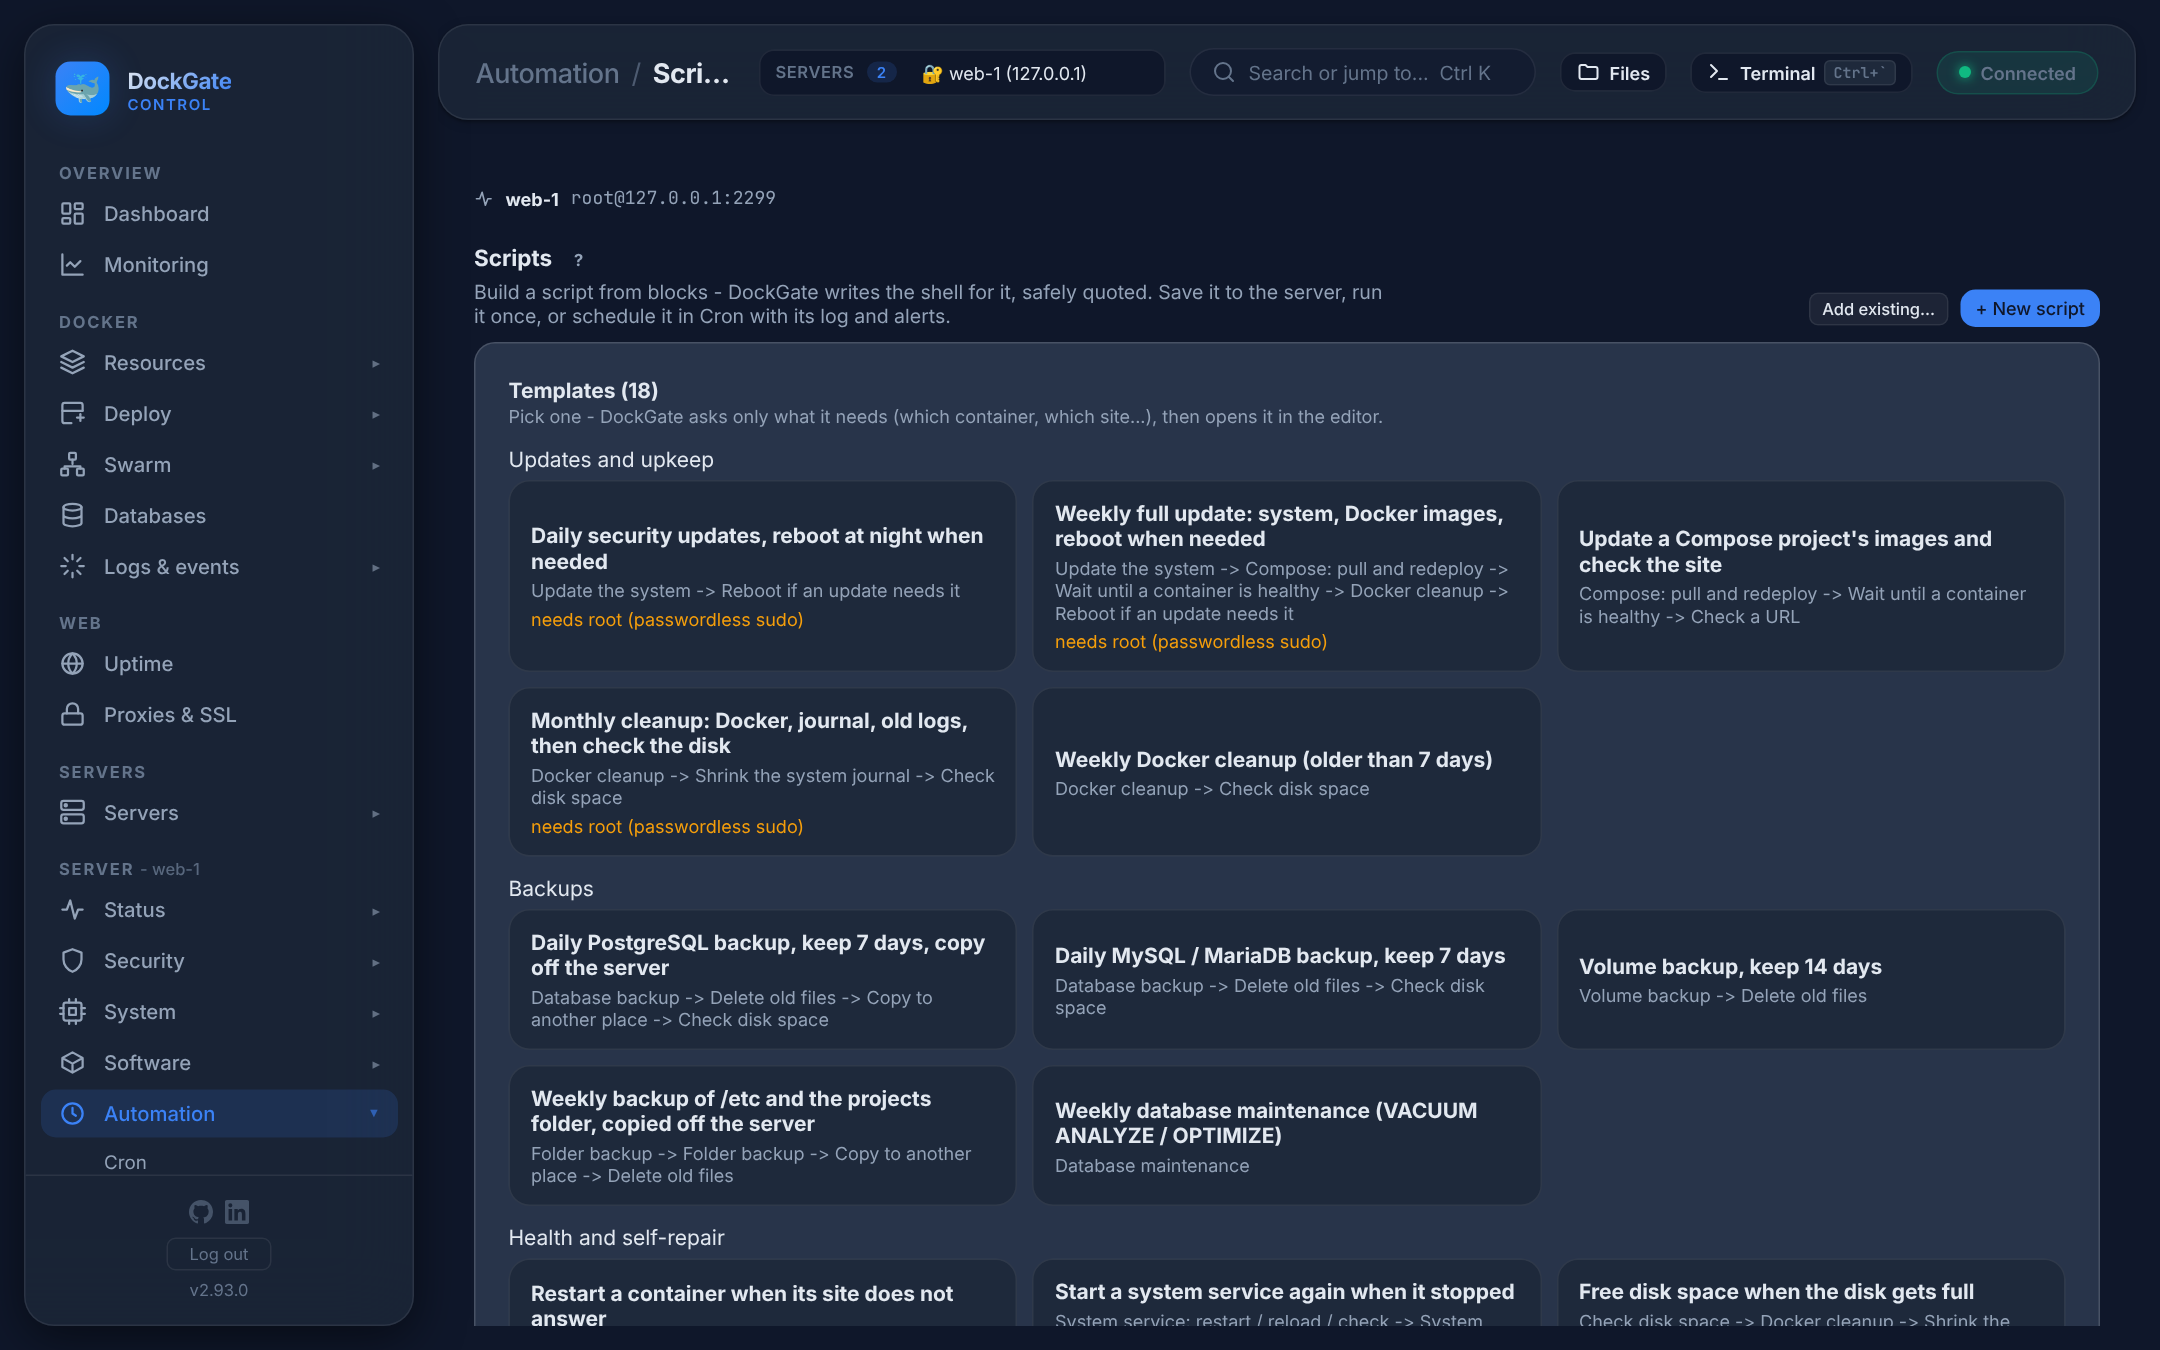 DockGate
CONTROL
OVERVIEW
Dashboard
Monitoring
DOCKER
Resources
Deploy
Swarm
Databases
Logs & events
WEB
Uptime
Proxies & SSL
SERVERS
Servers
SERVER - web-1
Status
Security
System
Software
Automation
Cron
Log out
v2.93.0
Automation / Scri...
SERVERS 2 web-1 (127.0.0.1)
Search or jump to... Ctrl K
Files
Terminal Ctrl+`
Connected
web-1 root@127.0.0.1:2299
Scripts ?
Build a script from blocks - DockGate writes the shell for it, safely quoted. Save it to the server, run
it once, or schedule it in Cron with its log and alerts.
Add existing...
+ New script
Templates (18)
Pick one - DockGate asks only what it needs (which container, which site...), then opens it in the editor.
Updates and upkeep
Daily security updates, reboot at night when
needed
Update the system -> Reboot if an update needs it
needs root (passwordless sudo)
Weekly full update: system, Docker images,
reboot when needed
Update the system -> Compose: pull and redeploy ->
Wait until a container is healthy -> Docker cleanup ->
Reboot if an update needs it
needs root (passwordless sudo)
Update a Compose project's images and
check the site
Compose: pull and redeploy -> Wait until a container
is healthy -> Check a URL
Monthly cleanup: Docker, journal, old logs,
then check the disk
Docker cleanup -> Shrink the system journal -> Check
disk space
needs root (passwordless sudo)
Weekly Docker cleanup (older than 7 days)
Docker cleanup -> Check disk space
Backups
Daily PostgreSQL backup, keep 7 days, copy
off the server
Database backup -> Delete old files -> Copy to
another place -> Check disk space
Daily MySQL / MariaDB backup, keep 7 days
Database backup -> Delete old files -> Check disk
space
Volume backup, keep 14 days
Volume backup -> Delete old files
Weekly backup of /etc and the projects
folder, copied off the server
Folder backup -> Folder backup -> Copy to another
place -> Delete old files
Weekly database maintenance (VACUUM
ANALYZE / OPTIMIZE)
Database maintenance
Health and self-repair
Restart a container when its site does not
answer
Start a system service again when it stopped
System service: restart / reload / check -> System
Free disk space when the disk gets full
Check disk space -> Docker cleanup -> Shrink the